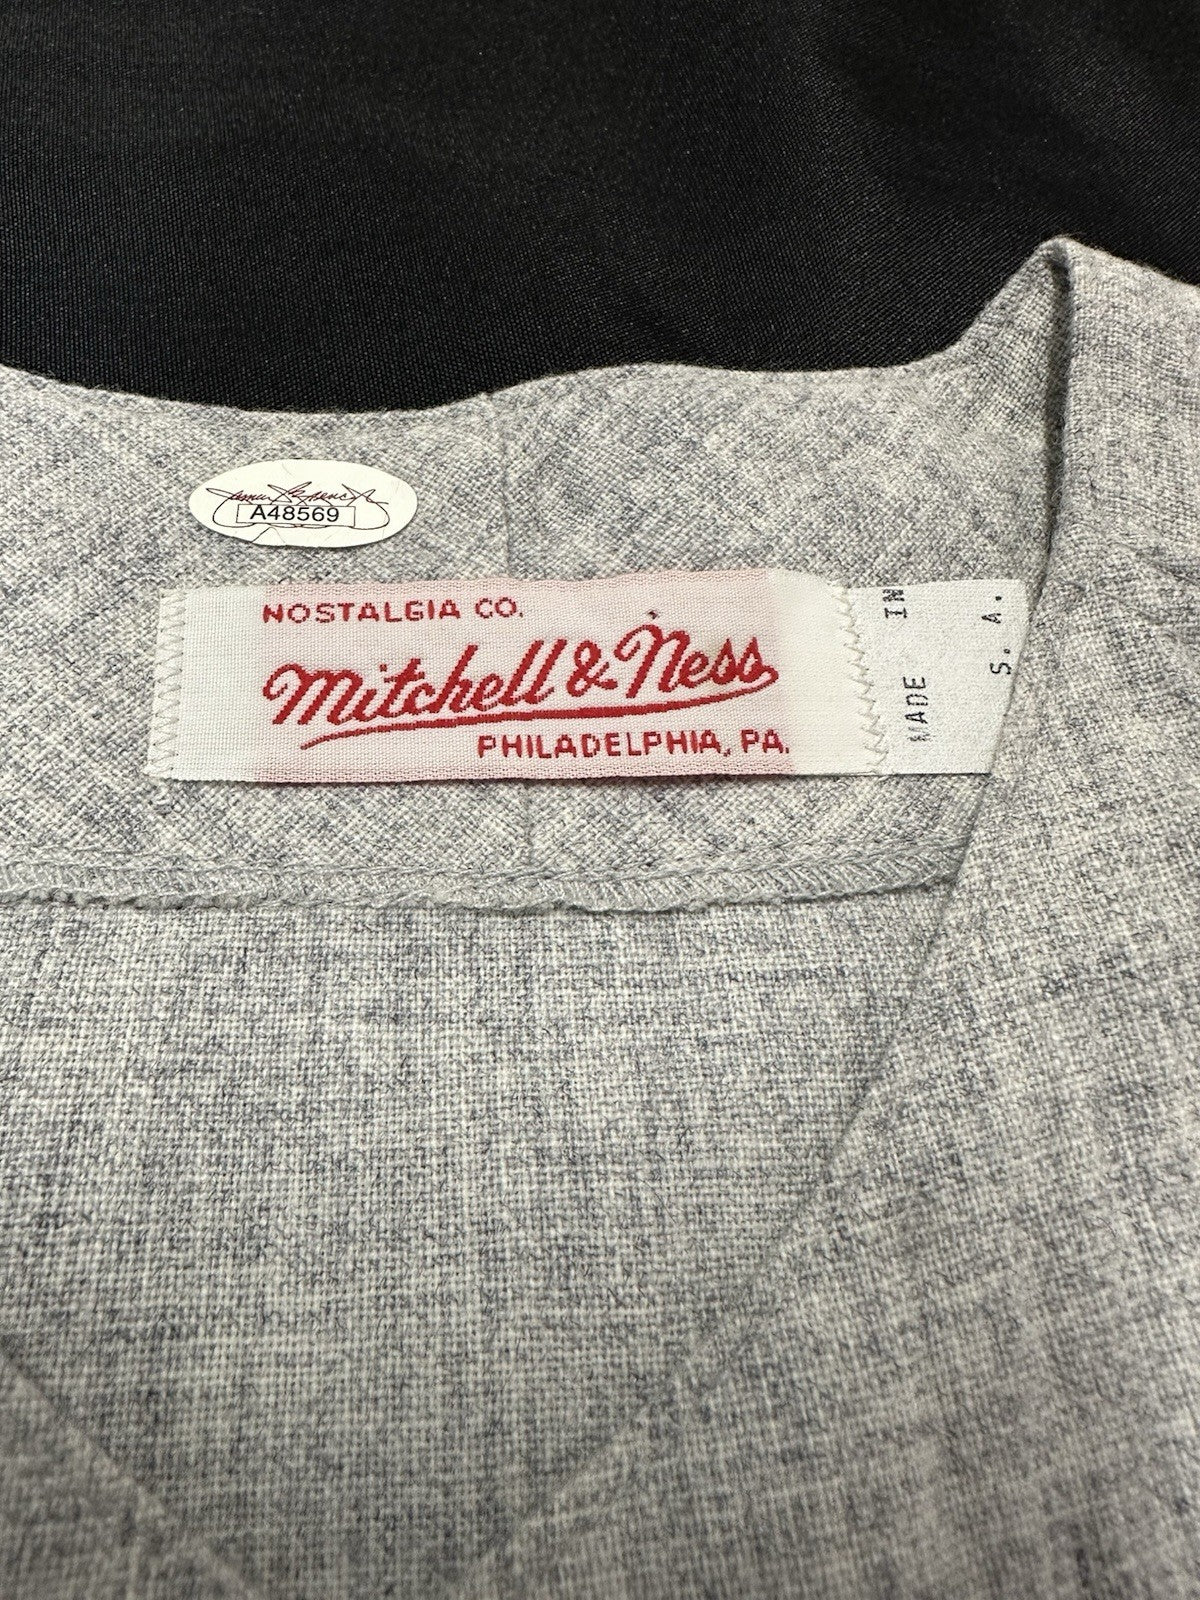 A48569
NOSTALGIA CO.
Mitchell & Ness
PHILADELPHIA, PA.
MADE IN
S. A.